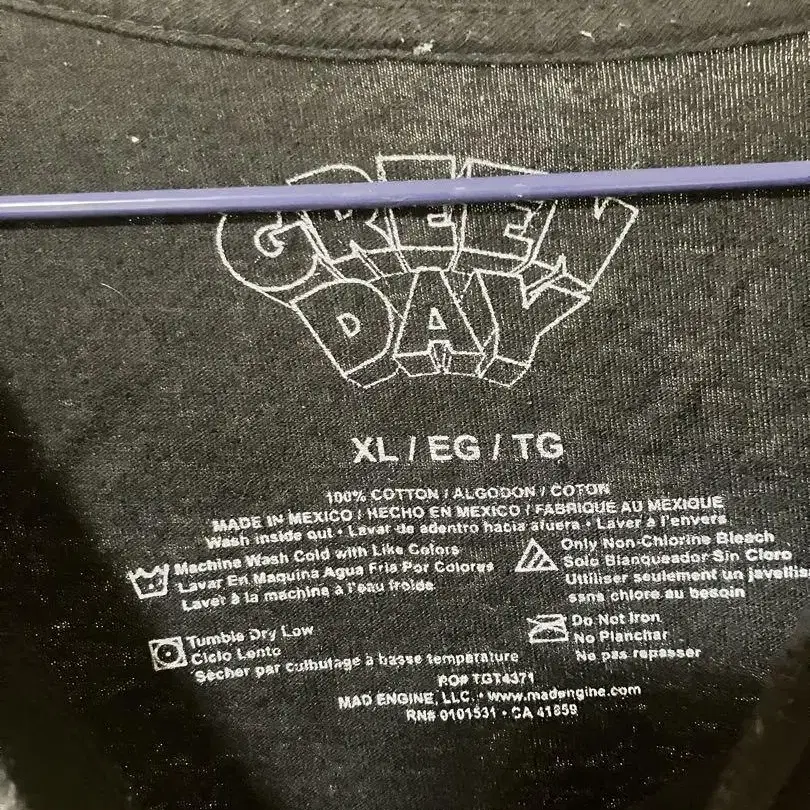 GREEN
DAY
XL / EG / TG
100% COTTON / ALGODON / COTON
MADE IN MEXICO / HECHO EN MEXICO / FABRIQUE AU MEXIQUE
Wash inside out • Lavar de adentro hacia afuera • Laver à l'envers
Machine Wash Cold with Like Colors
Lavar En Maquina Agua Fria Por Colores
Laver à la machine à l'eau froide
Only Non-Chlorine Bleach
Solo Blanqueador Sin Cloro
Utiliser seulement un javellis
sans chlore au besoin
Tumble Dry Low
Ciclo Lento
Sécher par culbutage à basse température
Do Not Iron
No Planchar
Ne pas repasser
PO# TGT4371
MAD ENGINE, LLC. • www.madengine.com
RN# 0101531 • CA 41859